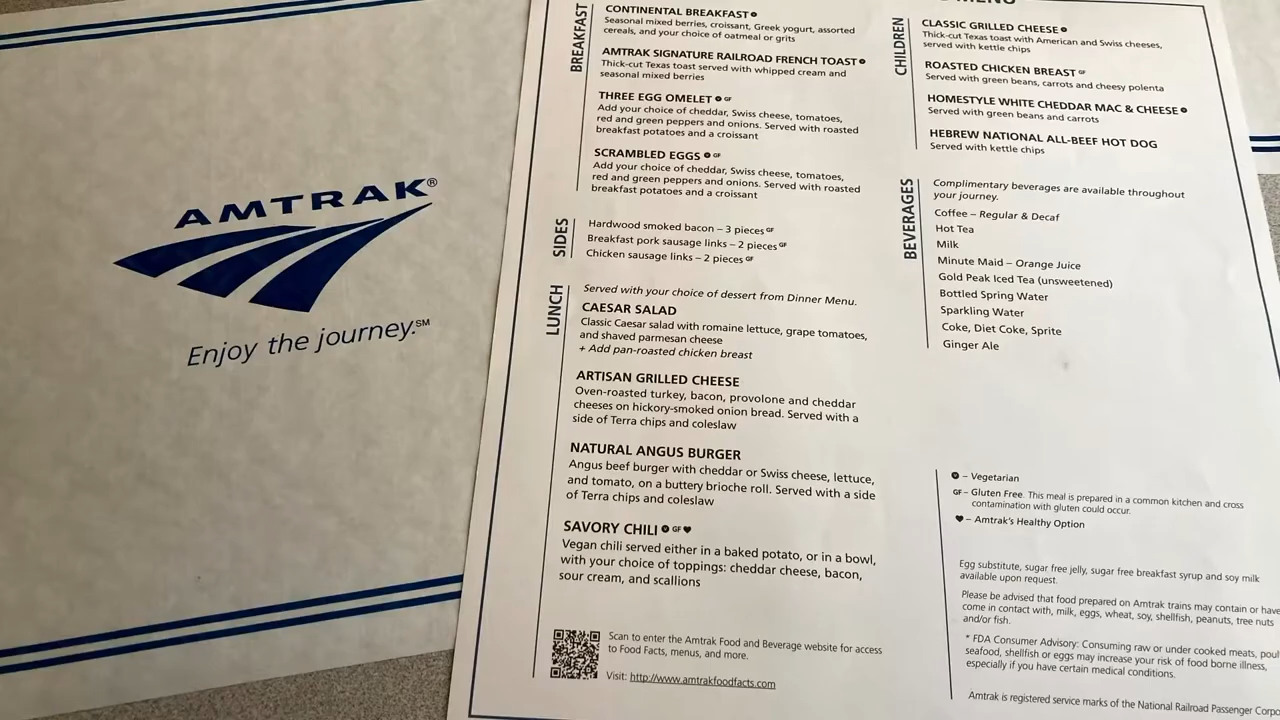 AMTRAK®
Enjoy the journey.℠
BREAKFAST
CONTINENTAL BREAKFAST
Seasonal mixed berries, croissant, Greek yogurt, assorted
cereals, and your choice of oatmeal or grits
AMTRAK SIGNATURE RAILROAD FRENCH TOAST
Thick-cut Texas toast served with whipped cream and
seasonal mixed berries
THREE EGG OMELET V GF
Add your choice of cheddar, Swiss cheese, tomatoes,
red and green peppers and onions. Served with roasted
breakfast potatoes and a croissant
SCRAMBLED EGGS V GF
Add your choice of cheddar, Swiss cheese, tomatoes,
red and green peppers and onions. Served with roasted
breakfast potatoes and a croissant
SIDES
Hardwood smoked bacon – 3 pieces GF
Breakfast pork sausage links – 2 pieces GF
Chicken sausage links – 2 pieces GF
LUNCH
Served with your choice of dessert from Dinner Menu.
CAESAR SALAD
Classic Caesar salad with romaine lettuce, grape tomatoes,
and shaved parmesan cheese
+ Add pan-roasted chicken breast
ARTISAN GRILLED CHEESE
Oven-roasted turkey, bacon, provolone and cheddar
cheeses on hickory-smoked onion bread. Served with a
side of Terra chips and coleslaw
NATURAL ANGUS BURGER
Angus beef burger with cheddar or Swiss cheese, lettuce,
and tomato, on a buttery brioche roll. Served with a side
of Terra chips and coleslaw
SAVORY CHILI V GF ♥
Vegan chili served either in a baked potato, or in a bowl,
with your choice of toppings: cheddar cheese, bacon,
sour cream, and scallions
Scan to enter the Amtrak Food and Beverage website for access
to Food Facts, menus, and more.
Visit: http://www.amtrakfoodfacts.com
MENU
CHILDREN
CLASSIC GRILLED CHEESE
Thick-cut Texas toast with American and Swiss cheeses,
served with kettle chips
ROASTED CHICKEN BREAST GF
Served with green beans, carrots and cheesy polenta
HOMESTYLE WHITE CHEDDAR MAC & CHEESE
Served with green beans and carrots
HEBREW NATIONAL ALL-BEEF HOT DOG
Served with kettle chips
BEVERAGES
Complimentary beverages are available throughout
your journey.
Coffee – Regular & Decaf
Hot Tea
Milk
Minute Maid – Orange Juice
Gold Peak Iced Tea (unsweetened)
Bottled Spring Water
Sparkling Water
Coke, Diet Coke, Sprite
Ginger Ale
V – Vegetarian
GF – Gluten Free. This meal is prepared in a common kitchen and cross
contamination with gluten could occur.
♥ – Amtrak's Healthy Option
Egg substitute, sugar free jelly, sugar free breakfast syrup and soy milk
available upon request.
Please be advised that food prepared on Amtrak trains may contain or have
come in contact with, milk, eggs, wheat, soy, shellfish, peanuts, tree nuts
and/or fish.
* FDA Consumer Advisory: Consuming raw or under cooked meats, poul
seafood, shellfish or eggs may increase your risk of food borne illness,
especially if you have certain medical conditions.
Amtrak is registered service marks of the National Railroad Passenger Corpo